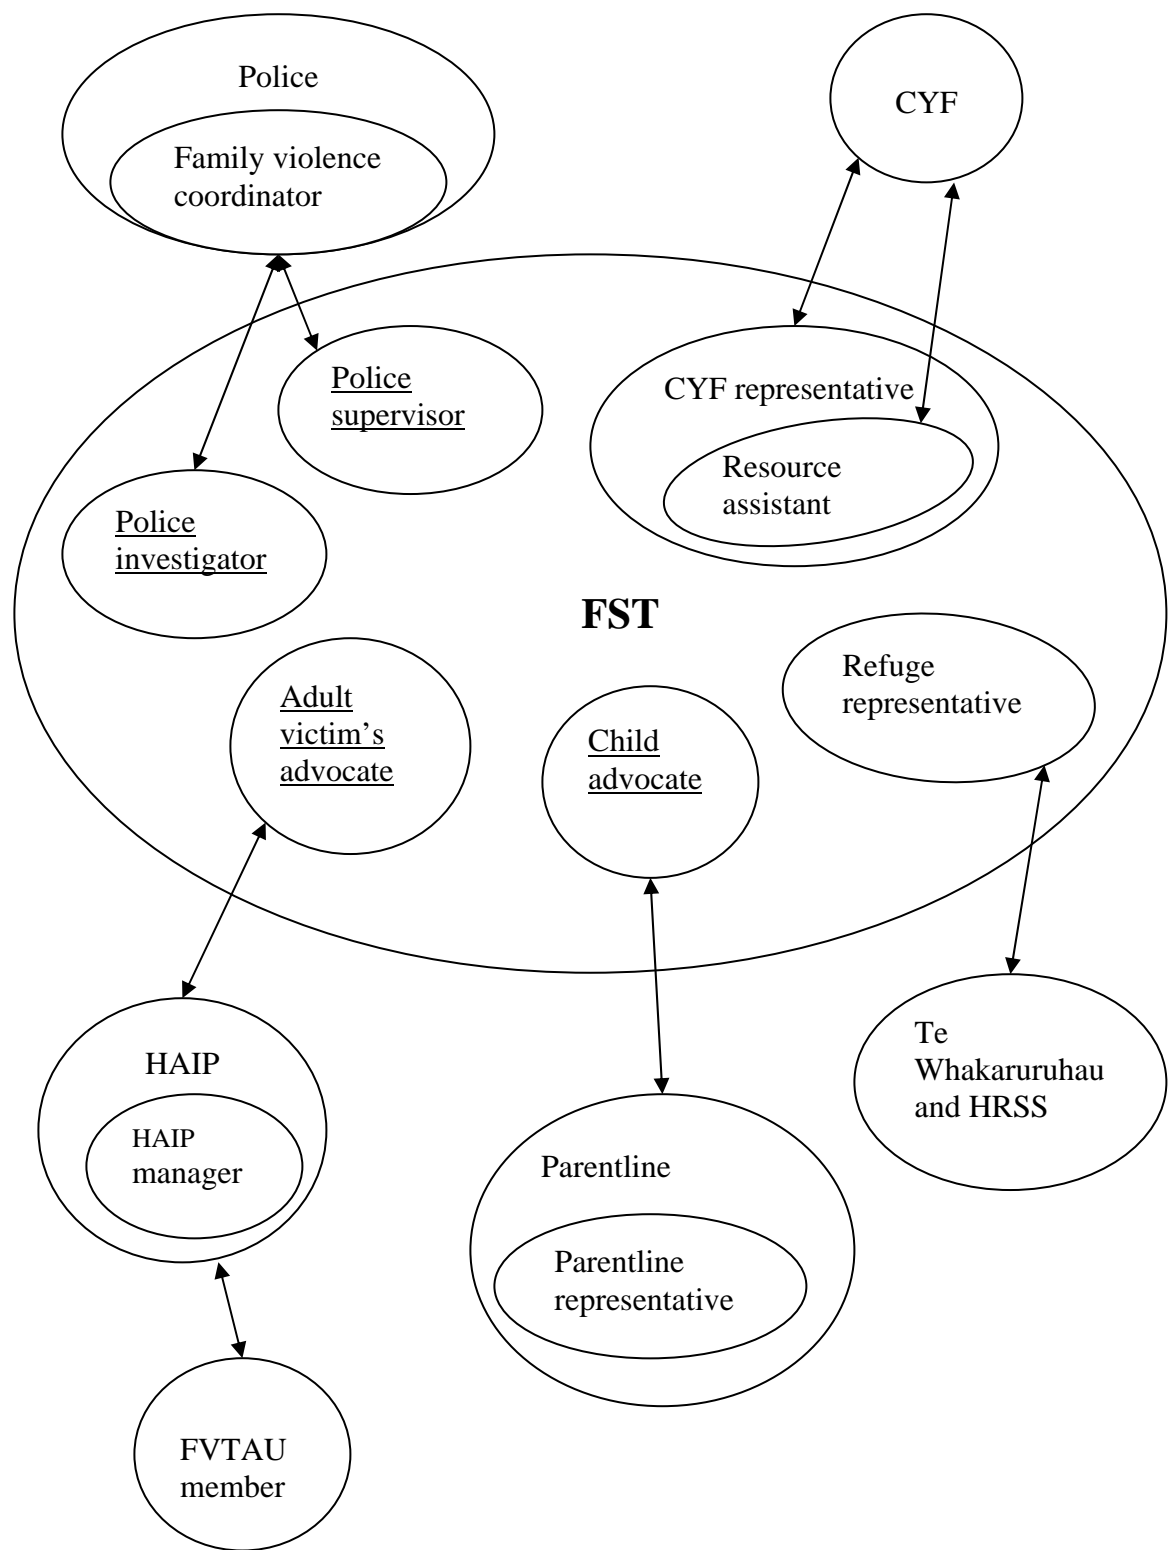 Police
Family violence
coordinator
CYF
Police
supervisor
CYF representative
Resource
assistant
Police
investigator
FST
Adult
victim's
advocate
Child
advocate
Refuge
representative
HAIP
HAIP
manager
Te
Whakaruruhau
and HRSS
Parentline
Parentline
representative
FVTAU
member